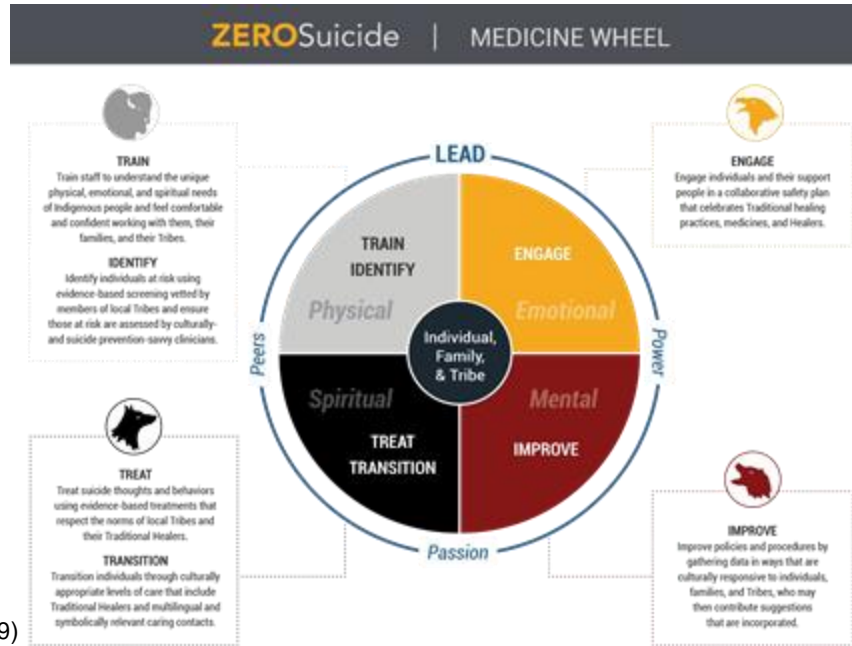 ZEROSuicide | MEDICINE WHEEL
TRAIN
Train staff to understand the unique
physical, emotional, and spiritual needs
of Indigenous people and feel comfortable
and confident working with them, their
families, and their Tribes.
IDENTIFY
Identify individuals at risk using
evidence-based screening vetted by
members of local Tribes and ensure
those at risk are assessed by culturally-
and suicide prevention-savvy clinicians.
ENGAGE
Engage individuals and their support
people in a collaborative safety plan
that celebrates Traditional healing
practices, medicines, and Healers.
LEAD
TRAIN
IDENTIFY
Physical
ENGAGE
Emotional
Individual,
Family,
& Tribe
Peers
Power
Spiritual
TREAT
TRANSITION
Mental
IMPROVE
Passion
TREAT
Treat suicide thoughts and behaviors
using evidence-based treatments that
respect the norms of local Tribes and
their Traditional Healers.
TRANSITION
Transition individuals through culturally
appropriate levels of care that include
Traditional Healers and multilingual and
symbolically relevant caring contacts.
IMPROVE
Improve policies and procedures by
gathering data in ways that are
culturally responsive to individuals,
families, and Tribes, who may
then contribute suggestions
that are incorporated.
9)